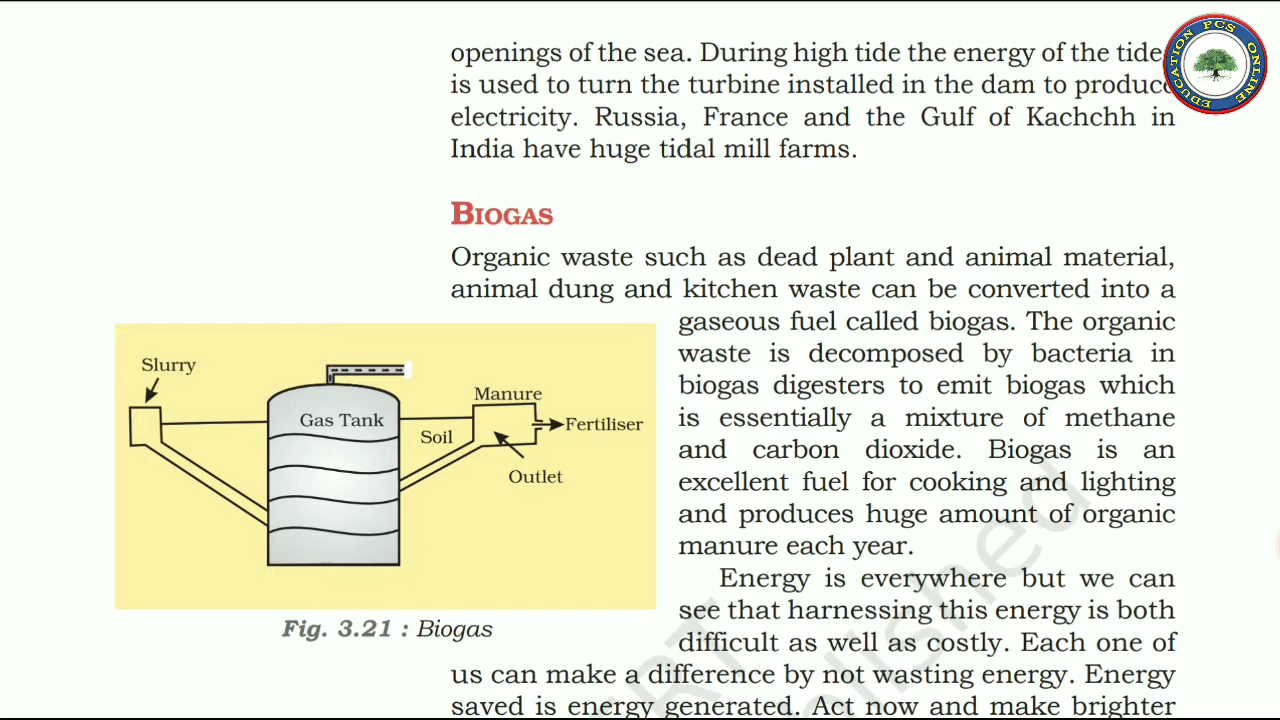 openings of the sea. During high tide the energy of the tide
is used to turn the turbine installed in the dam to produce
electricity. Russia, France and the Gulf of Kachchh in
India have huge tidal mill farms.
EDUCATION PCS ONLINE
BIOGAS
Organic waste such as dead plant and animal material,
animal dung and kitchen waste can be converted into a
gaseous fuel called biogas. The organic
waste is decomposed by bacteria in
biogas digesters to emit biogas which
is essentially a mixture of methane
and carbon dioxide. Biogas is an
excellent fuel for cooking and lighting
and produces huge amount of organic
manure each year.
Slurry
Gas Tank
Manure
Soil
Fertiliser
Outlet
Fig. 3.21 : Biogas
Energy is everywhere but we can
see that harnessing this energy is both
difficult as well as costly. Each one of
us can make a difference by not wasting energy. Energy
saved is energy generated. Act now and make brighter